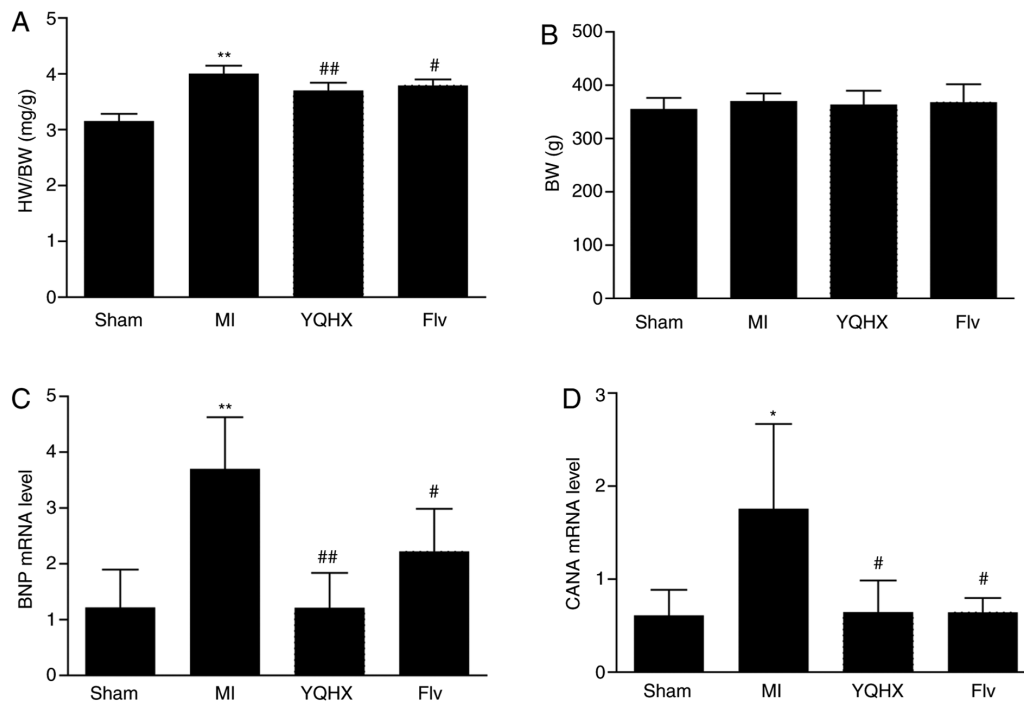 A
HW/BW (mg/g)
5
4
3
2
1
0
**
##
#
Sham MI YQHX Flv
B
BW (g)
500
400
300
200
100
0
Sham MI YQHX Flv
C
BNP mRNA level
5
4
3
2
1
0
**
##
#
Sham MI YQHX Flv
D
CANA mRNA level
3
2
1
0
*
#
#
Sham MI YQHX Flv